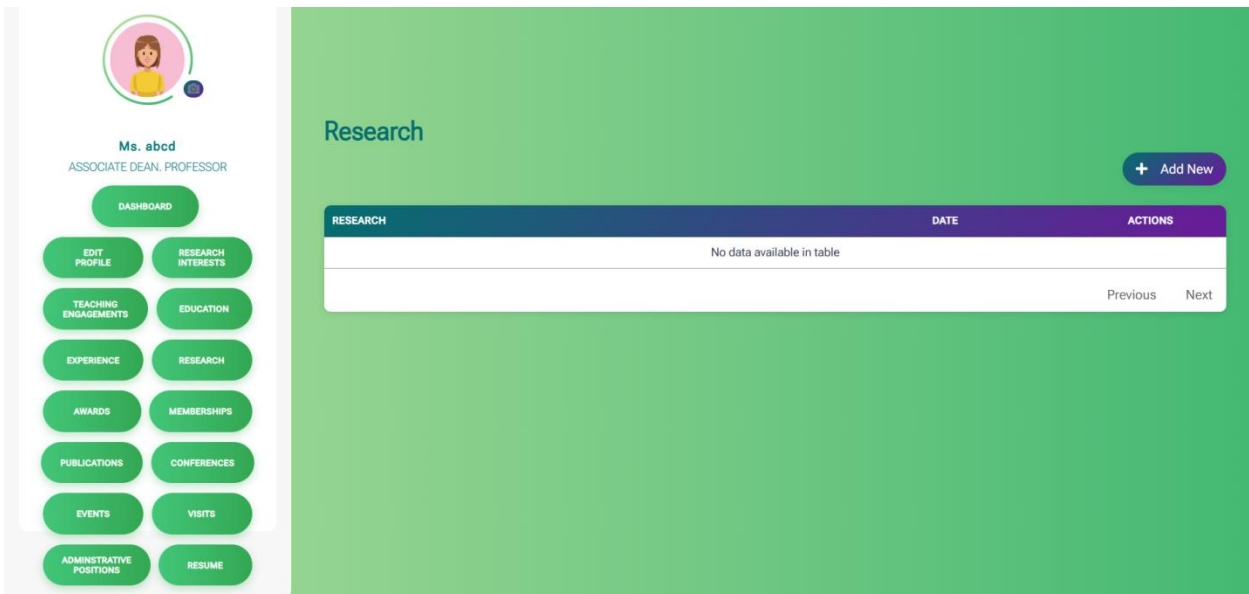 Ms. abcd
ASSOCIATE DEAN. PROFESSOR
DASHBOARD
EDIT
PROFILE
RESEARCH
INTERESTS
TEACHING
ENGAGEMENTS
EDUCATION
EXPERIENCE
RESEARCH
AWARDS
MEMBERSHIPS
PUBLICATIONS
CONFERENCES
EVENTS
VISITS
ADMINSTRATIVE
POSITIONS
RESUME
Research
+ Add New
RESEARCH DATE ACTIONS
No data available in table
Previous Next